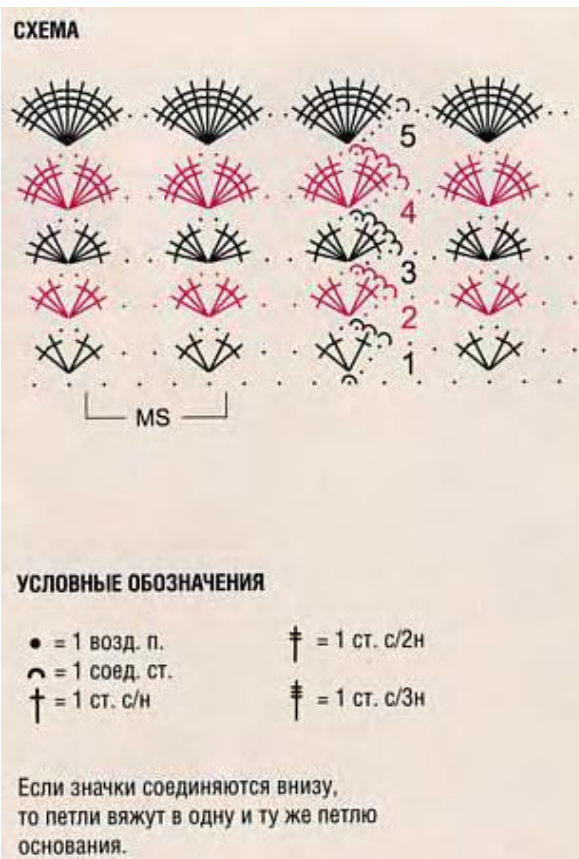 СХЕМА
5
4
3
2
1
MS
УСЛОВНЫЕ ОБОЗНАЧЕНИЯ
● = 1 возд. п.
= 1 соед. ст.
= 1 ст. с/н
= 1 ст. с/2н
= 1 ст. с/3н
Если значки соединяются внизу,
то петли вяжут в одну и ту же петлю
основания.